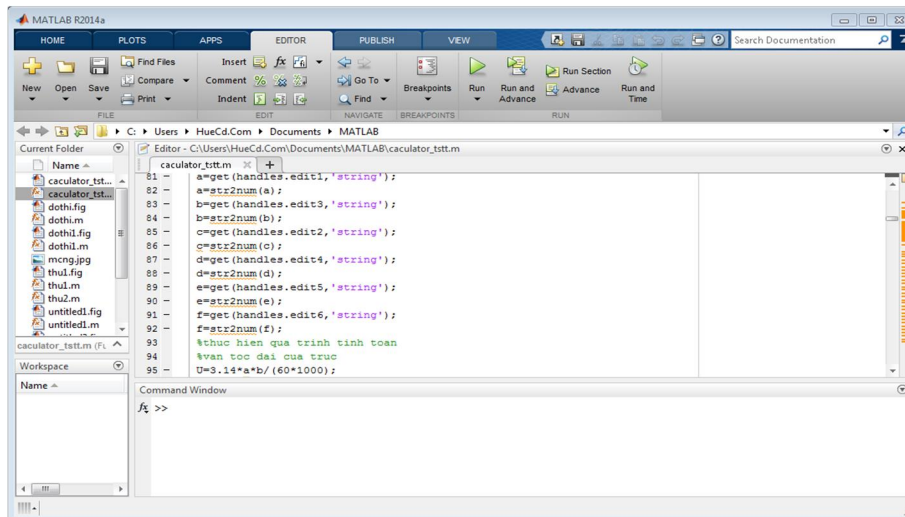 MATLAB R2014a
HOME PLOTS APPS EDITOR PUBLISH VIEW Search Documentation
New Open Save Find Files Compare Print Insert fx Comment Indent Go To Find Breakpoints Run Run and Advance Run Section Advance Run and Time
FILE EDIT NAVIGATE BREAKPOINTS RUN
C: Users HueCd.Com Documents MATLAB
Current Folder
Name
caculator_tst...
caculator_tst...
dothi.fig
dothi.m
dothi1.fig
dothi1.m
mcng.jpg
thu1.fig
thu1.m
thu2.m
untitled1.fig
untitled1.m
caculator_tstt.m
Workspace
Name
Editor - C:\Users\HueCd.Com\Documents\MATLAB\caculator_tstt.m
caculator_tstt.m
81 - a=get(handles.edit1,'string');
82 - a=str2num(a);
83 - b=get(handles.edit3,'string');
84 - b=str2num(b);
85 - c=get(handles.edit2,'string');
86 - c=str2num(c);
87 - d=get(handles.edit4,'string');
88 - d=str2num(d);
89 - e=get(handles.edit5,'string');
90 - e=str2num(e);
91 - f=get(handles.edit6,'string');
92 - f=str2num(f);
93 %thuc hien qua trinh tinh toan
94 %van toc dai cua truc
95 - U=3.14*a*b/(60*1000);
Command Window
fx >>